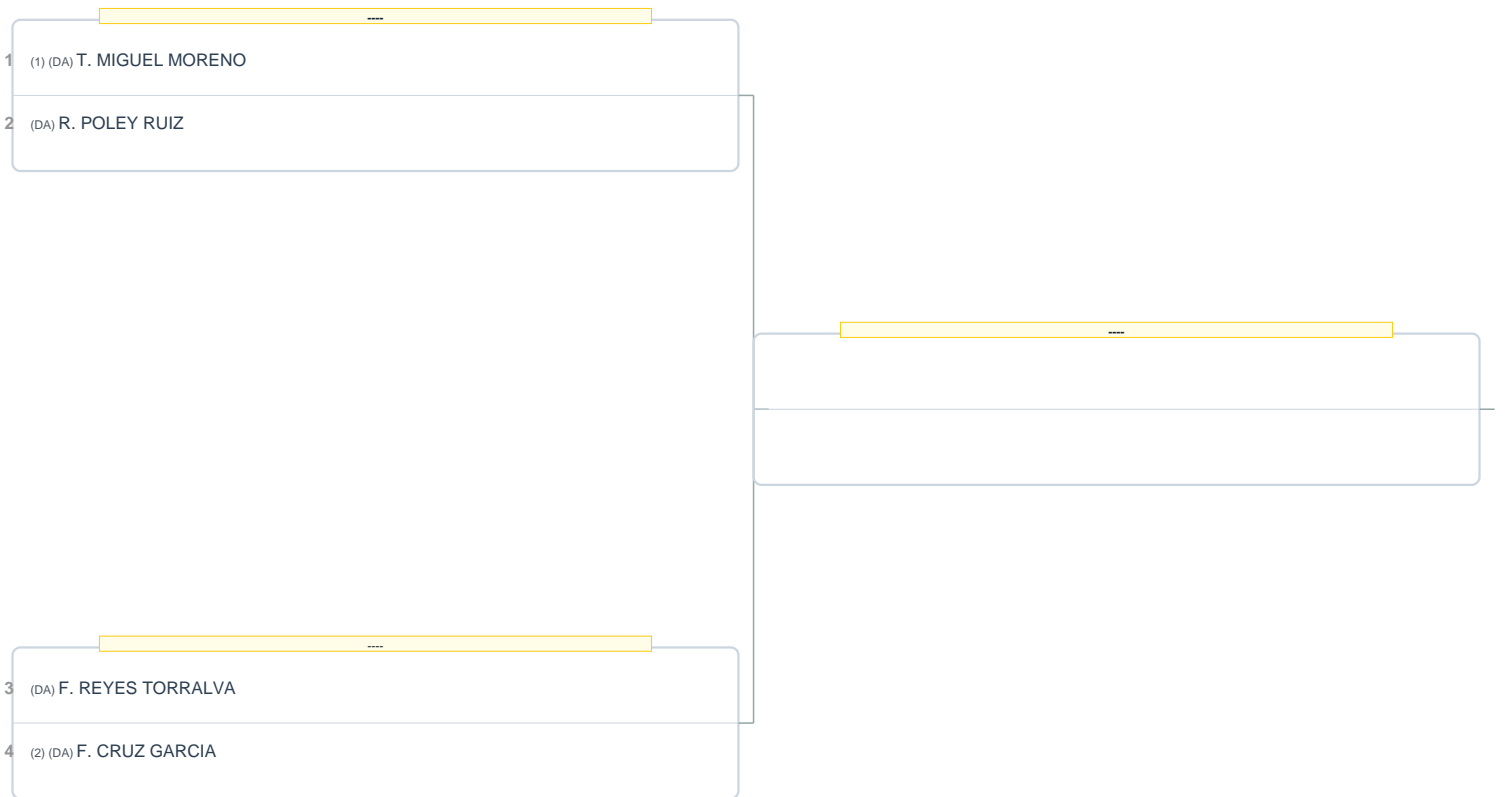 ----
1 (1) (DA) T. MIGUEL MORENO
2 (DA) R. POLEY RUIZ
----
----
3 (DA) F. REYES TORRALVA
4 (2) (DA) F. CRUZ GARCIA